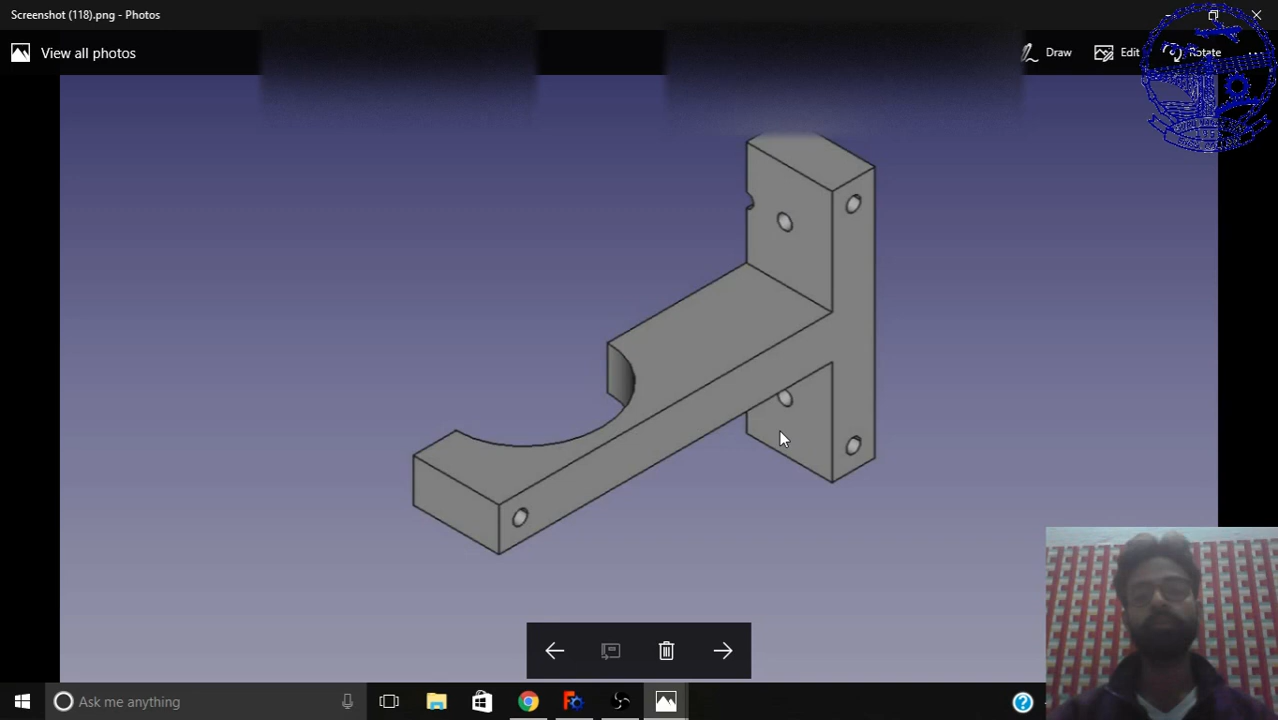 Screenshot (118).png - Photos
View all photos
Draw
Edit
Rotate
Ask me anything